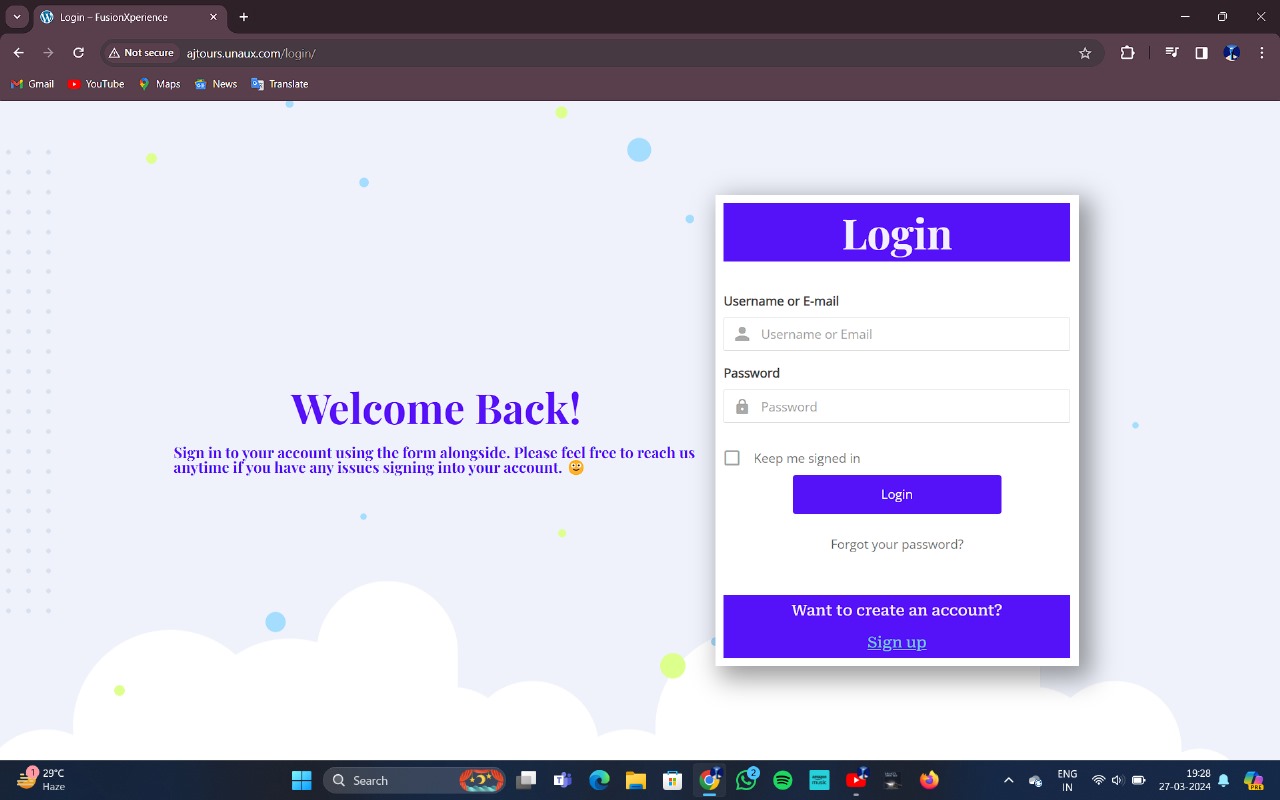 Login – FusionXperience
Not secure
ajtours.unaux.com/login/
Gmail
YouTube
Maps
News
Translate
Login
Username or E-mail
Username or Email
Password
Password
Keep me signed in
Login
Forgot your password?
Want to create an account?
Sign up
Welcome Back!
Sign in to your account using the form alongside. Please feel free to reach us
anytime if you have any issues signing into your account. 🙂
1
29°C
Haze
Search
2
ENG
IN
19:28
27-03-2024
PRE